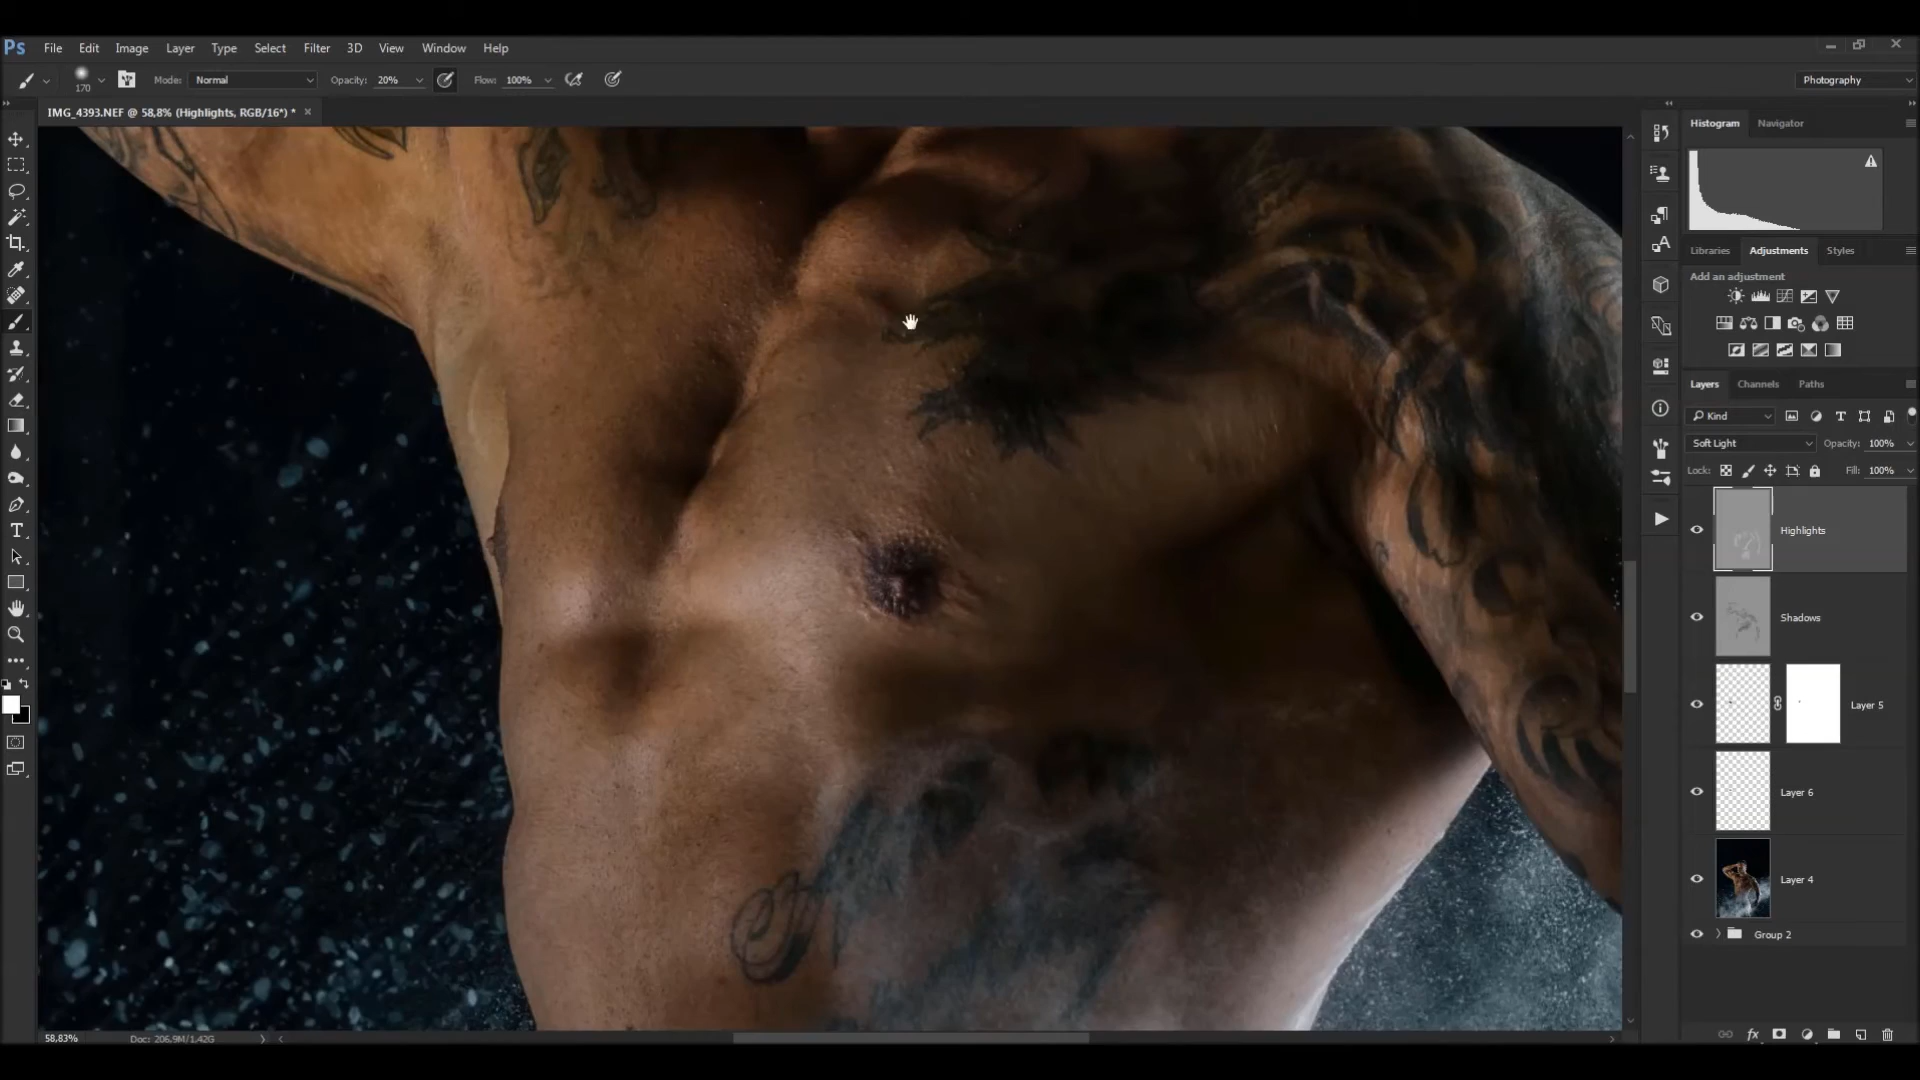 Ps File Edit Image Layer Type Select Filter 3D View Window Help
170 Mode: Normal Opacity: 20% Flow: 100% Photography
IMG_4393.NEF @ 58,8% (Highlights, RGB/16*) * ×
Histogram Navigator
Libraries Adjustments Styles
Add an adjustment
Layers Channels Paths
Kind
Soft Light Opacity: 100%
Lock: Fill: 100%
Highlights
Shadows
Layer 5
Layer 6
Layer 4
Group 2
58,83% Doc: 206,9M/1,42G